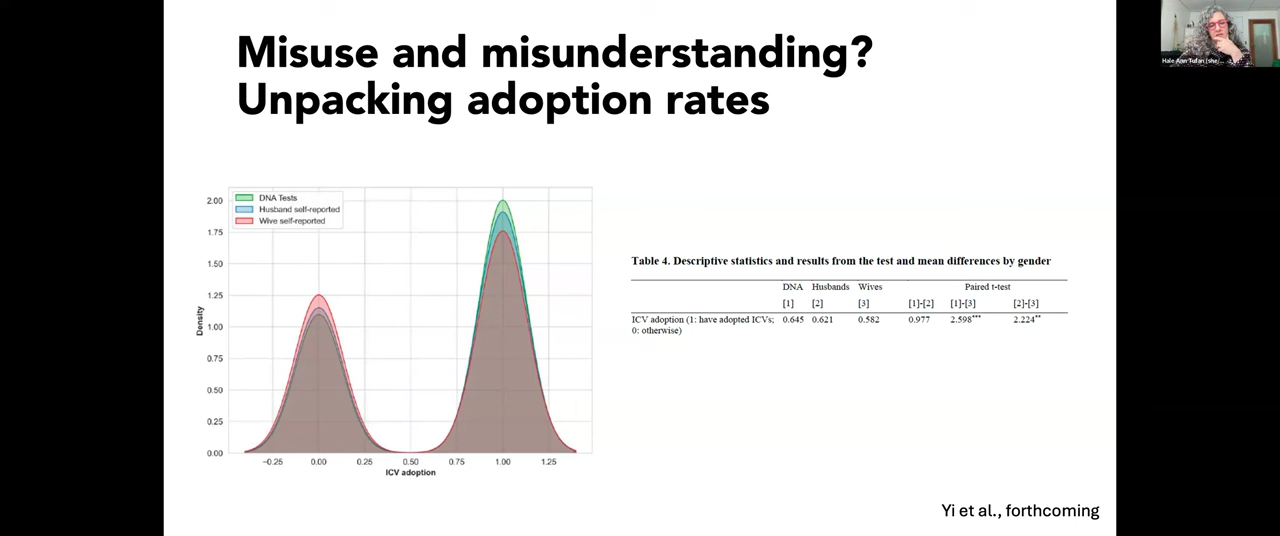 Misuse and misunderstanding?
Unpacking adoption rates
Hale Ann Tufan (she/...
DNA Tests
Husband self-reported
Wive self-reported
2.00
1.75
1.50
1.25
1.00
0.75
0.50
0.25
0.00
Density
−0.25 0.00 0.25 0.50 0.75 1.00 1.25
ICV adoption
Table 4. Descriptive statistics and results from the test and mean differences by gender
DNA Husbands Wives Paired t-test
[1] [2] [3] [1]-[2] [1]-[3] [2]-[3]
ICV adoption (1: have adopted ICVs; 0.645 0.621 0.582 0.977 2.598*** 2.224**
0: otherwise)
Yi et al., forthcoming